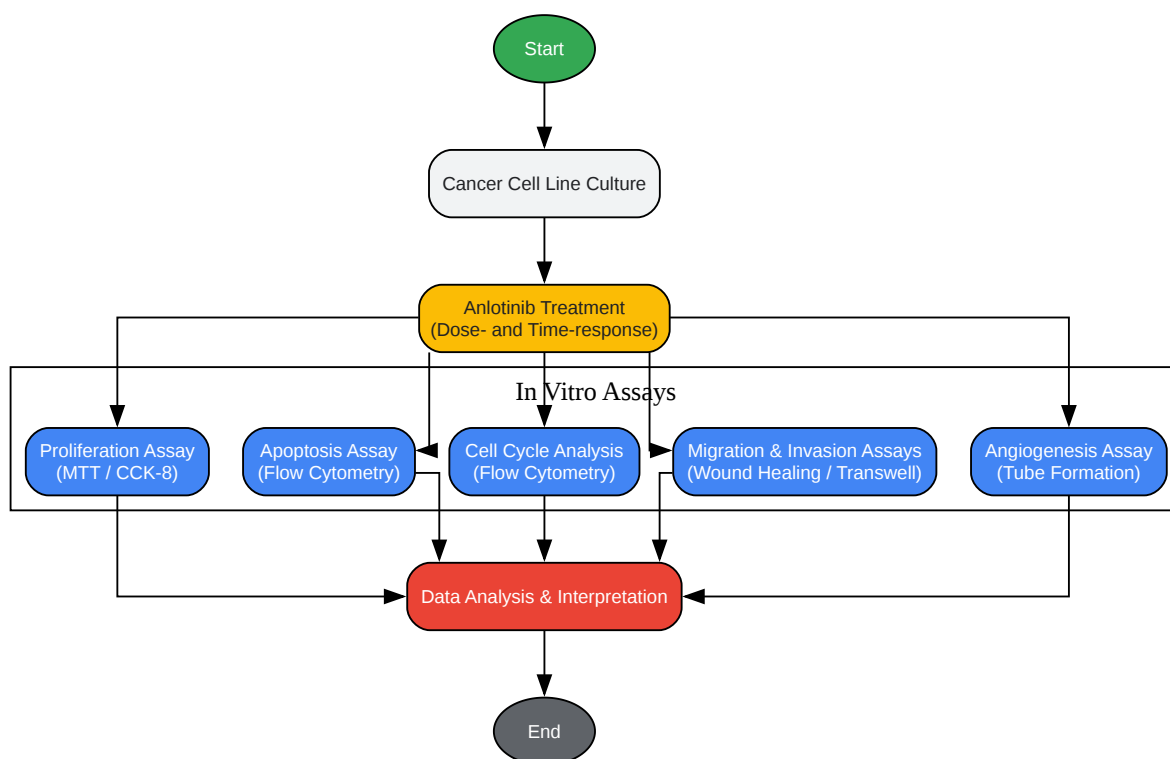 Start
Cancer Cell Line Culture
Anlotinib Treatment
(Dose- and Time-response)
In Vitro Assays
Proliferation Assay
(MTT / CCK-8)
Apoptosis Assay
(Flow Cytometry)
Cell Cycle Analysis
(Flow Cytometry)
Migration & Invasion Assays
(Wound Healing / Transwell)
Angiogenesis Assay
(Tube Formation)
Data Analysis & Interpretation
End